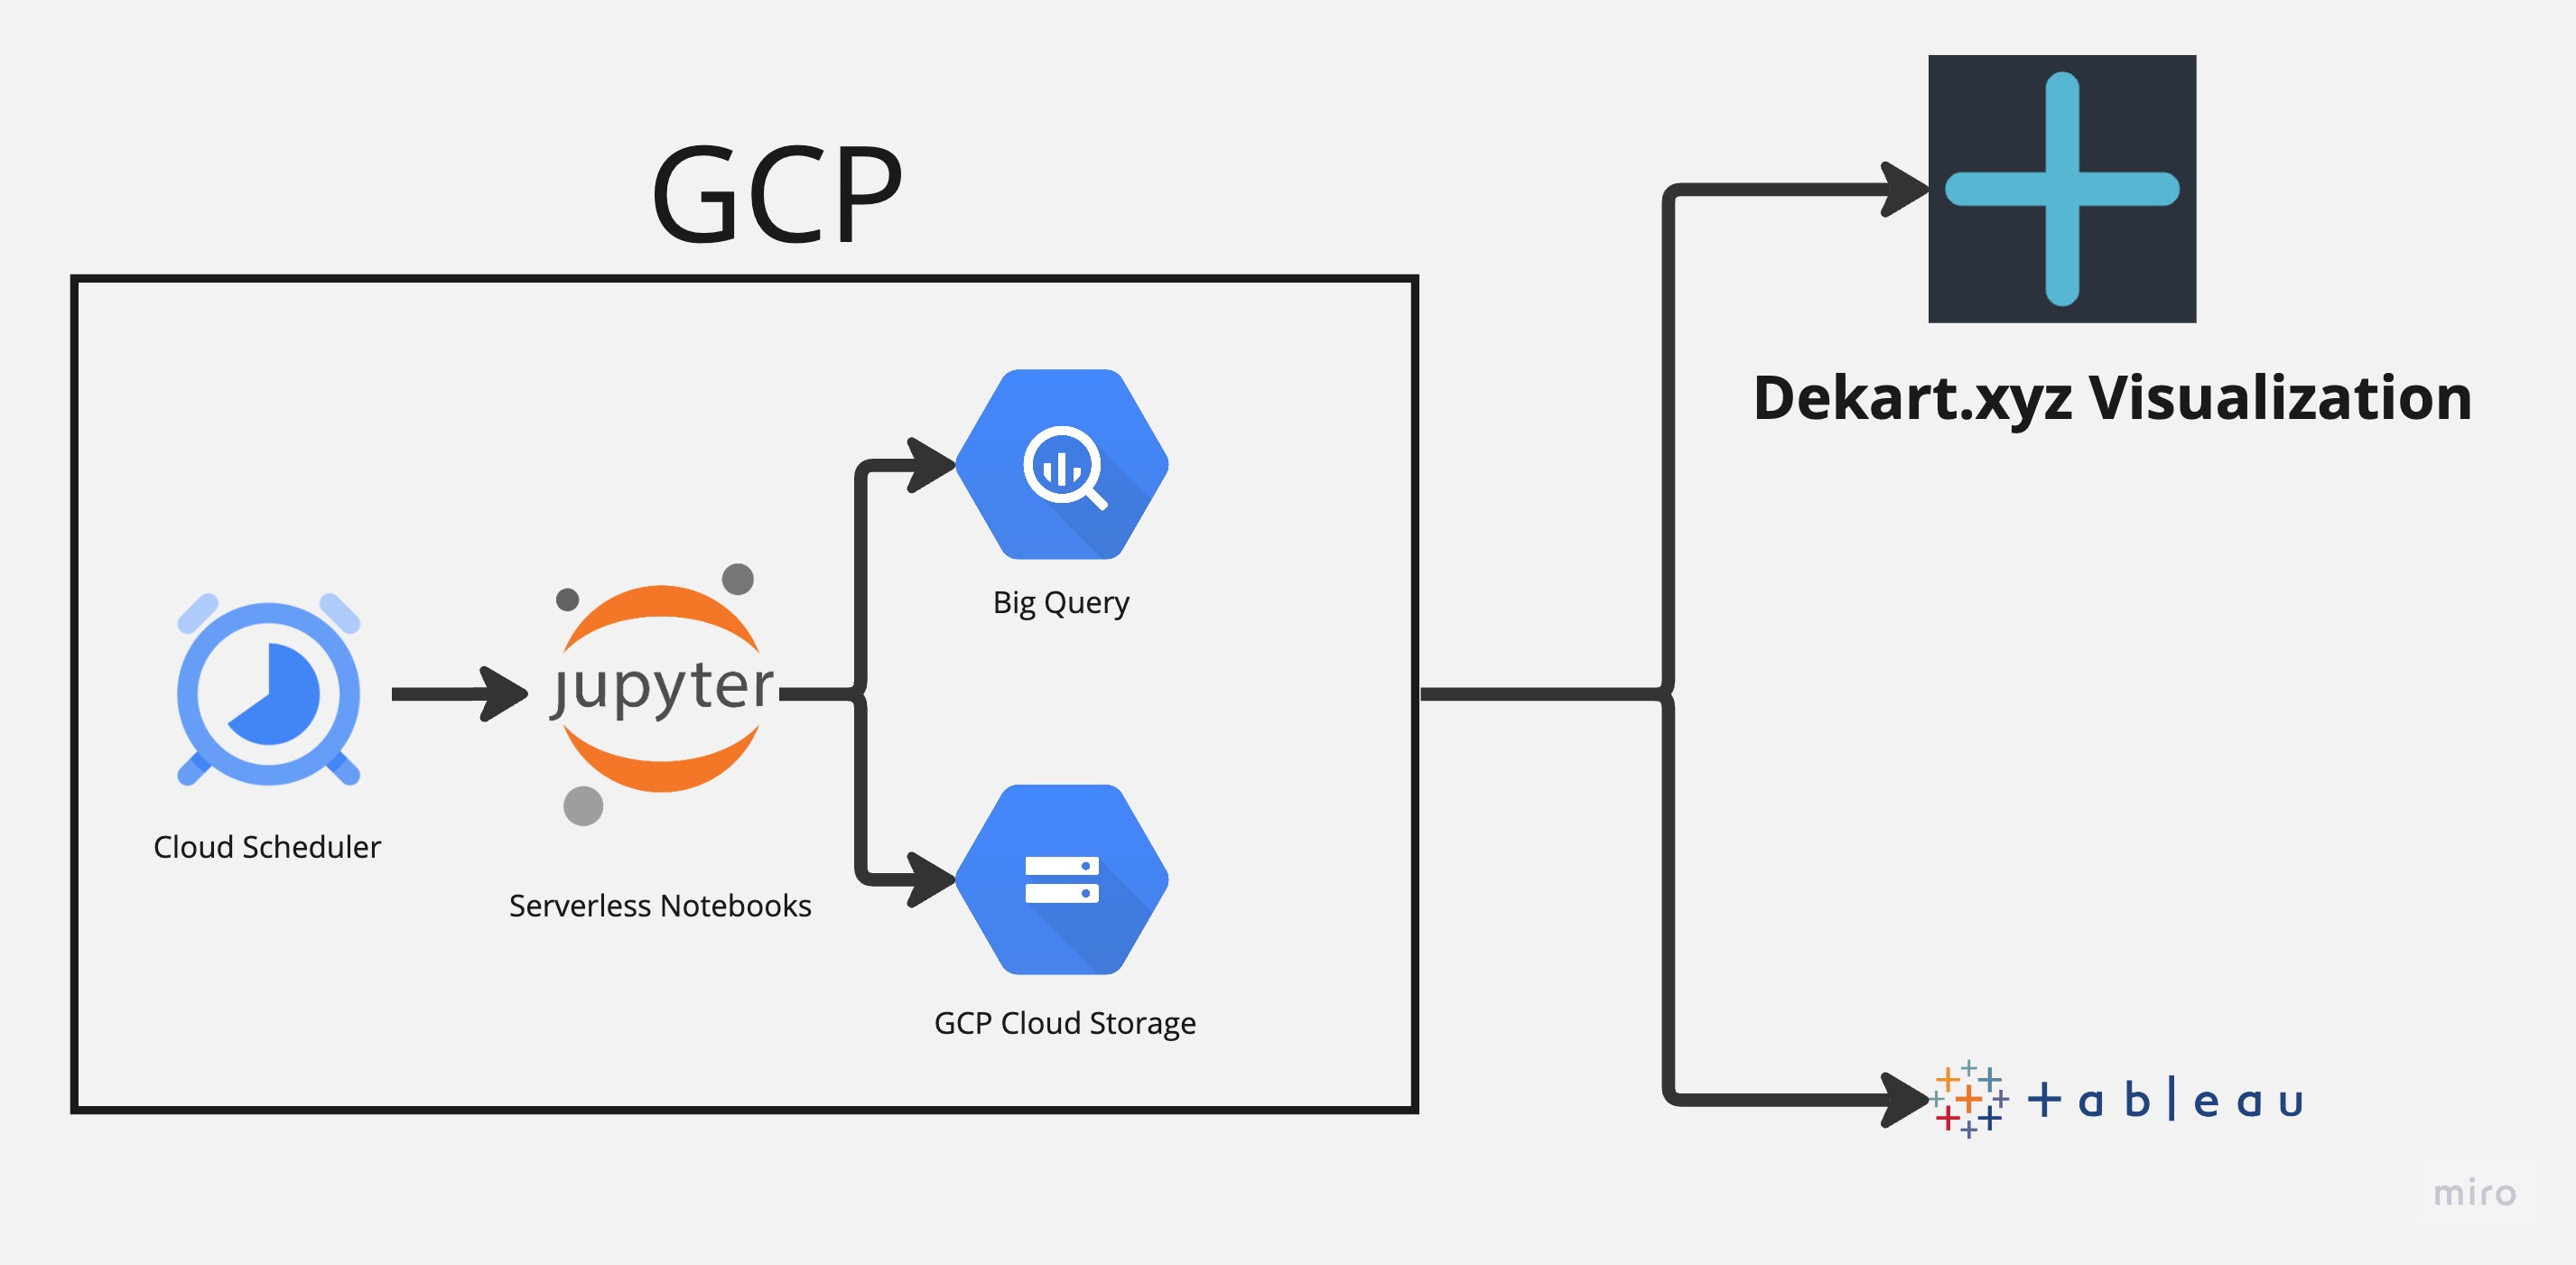 GCP
Dekart.xyz Visualization
Big Query
jupyter
Cloud Scheduler
Serverless Notebooks
GCP Cloud Storage
+ableau
miro